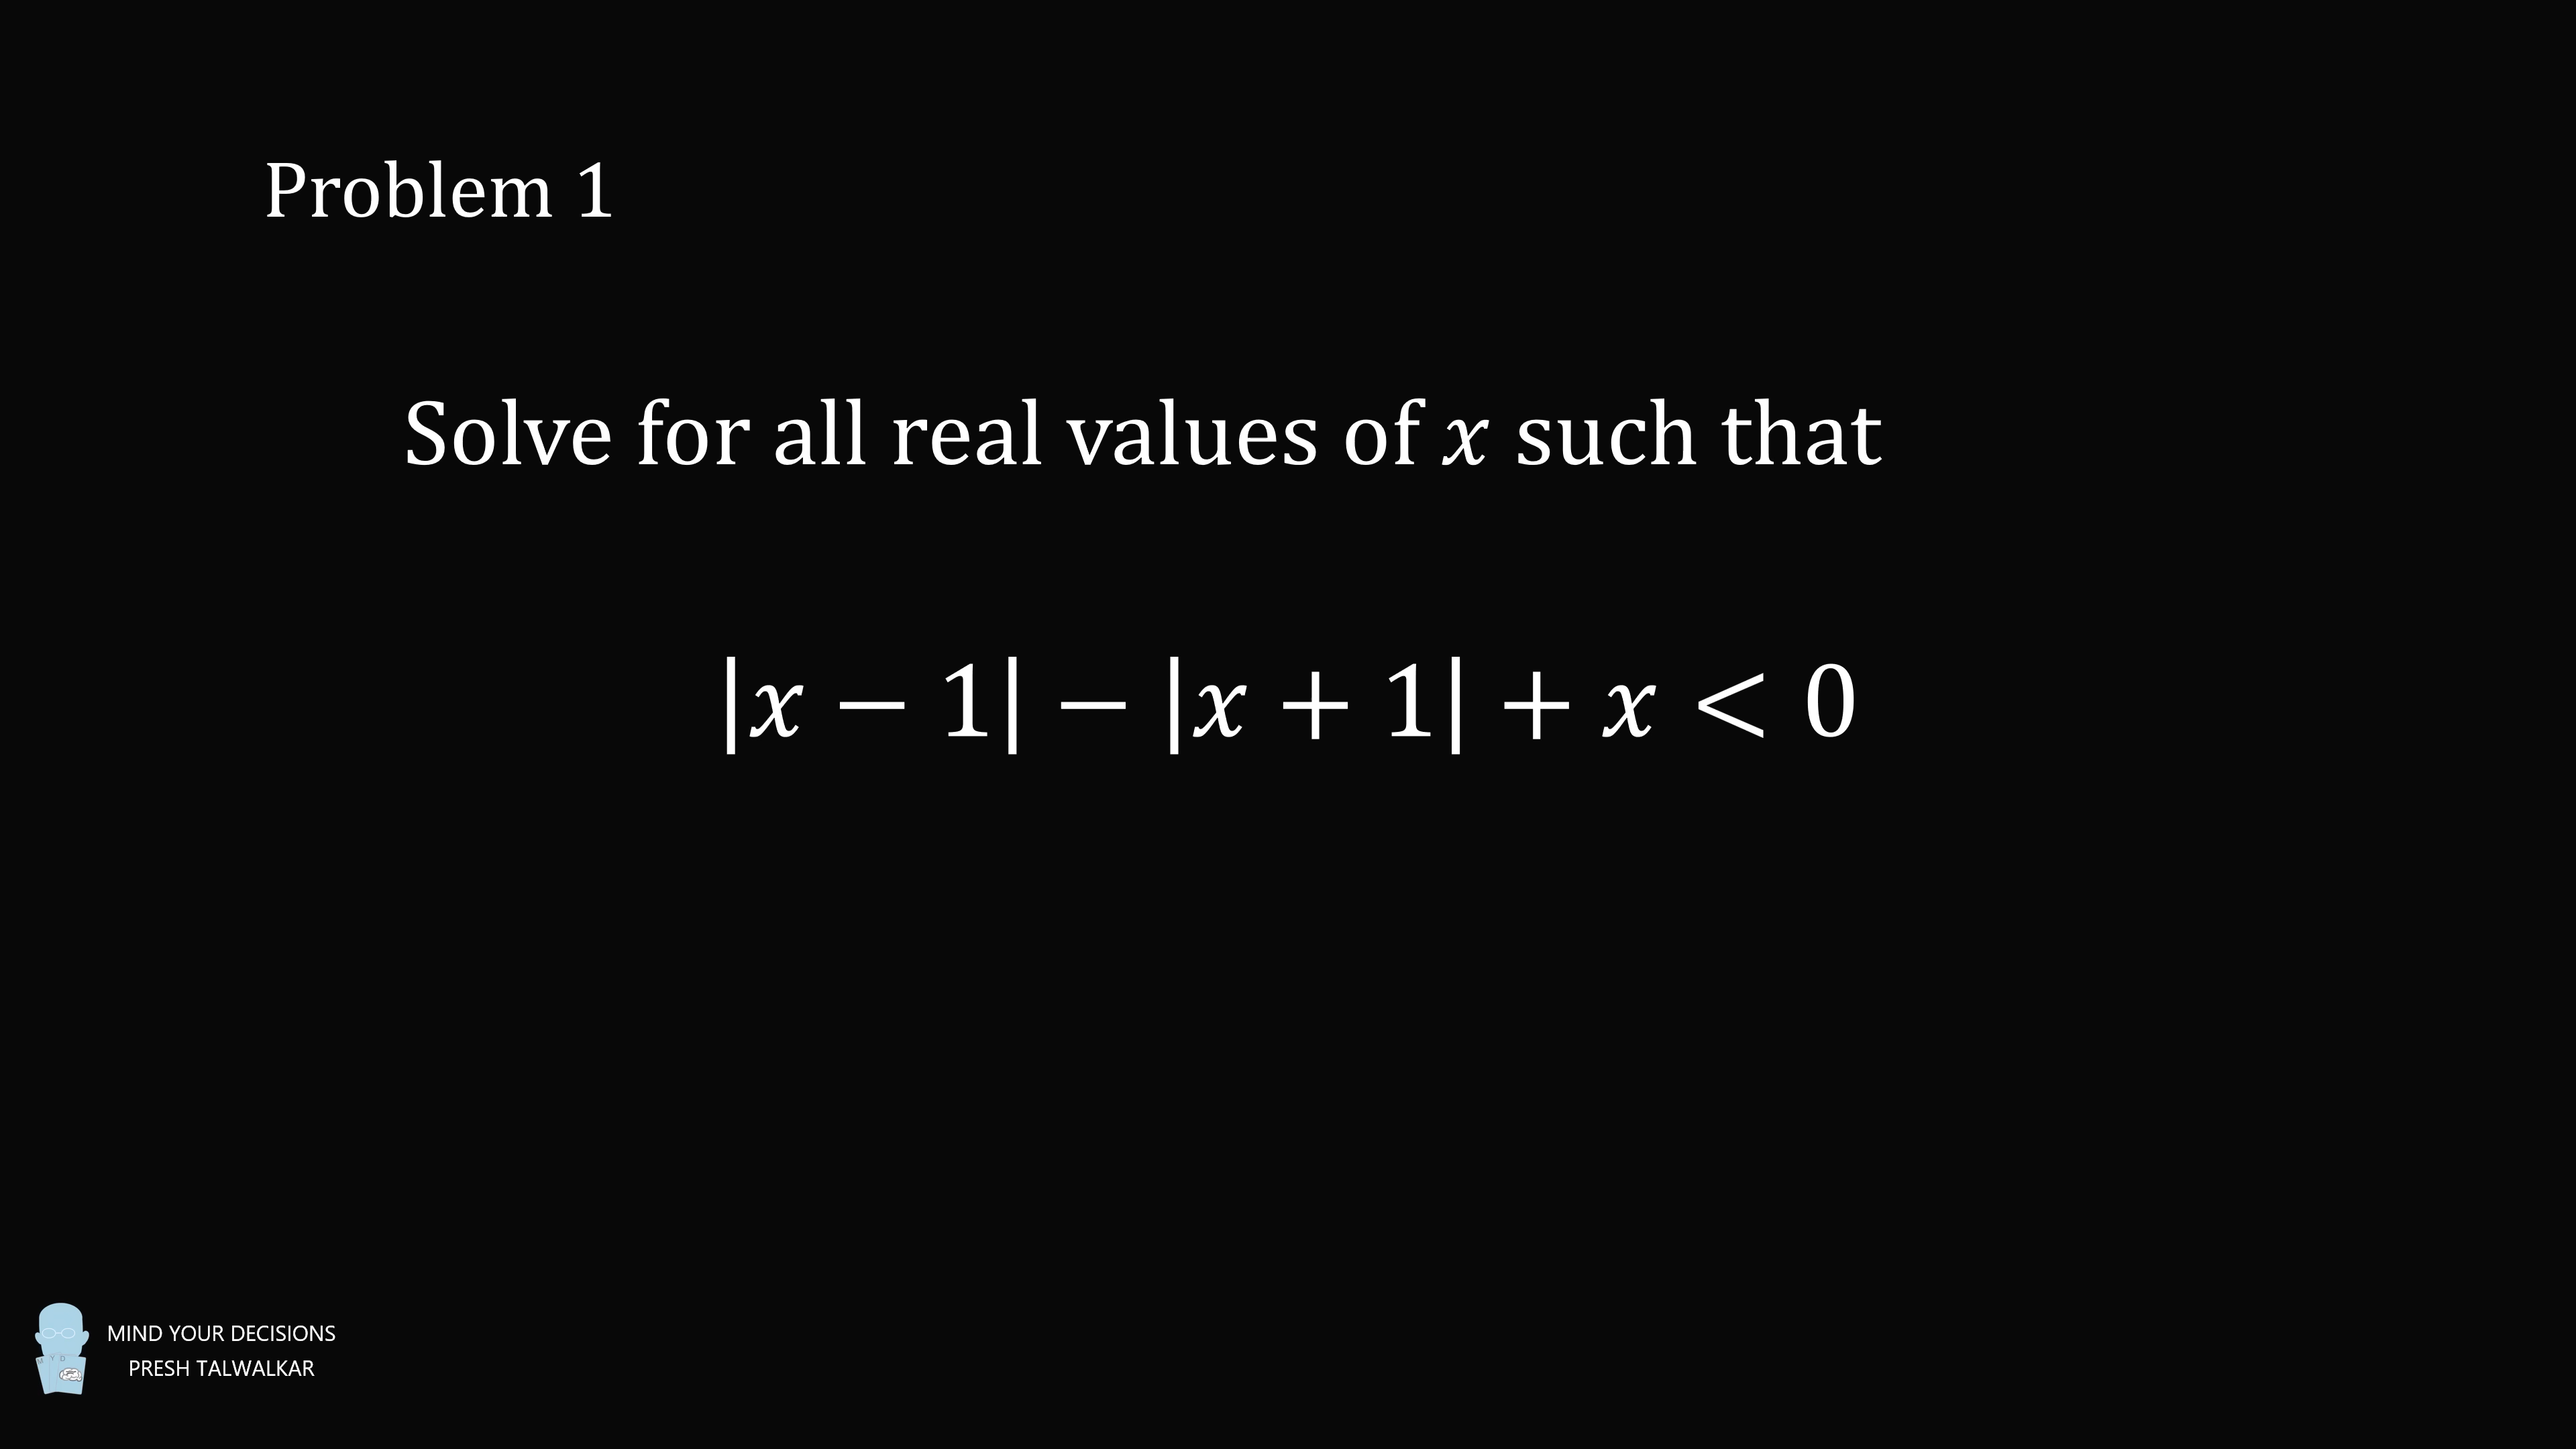 Problem 1
Solve for all real values of x such that
|x − 1| − |x + 1| + x < 0
M Y D
MIND YOUR DECISIONS
PRESH TALWALKAR